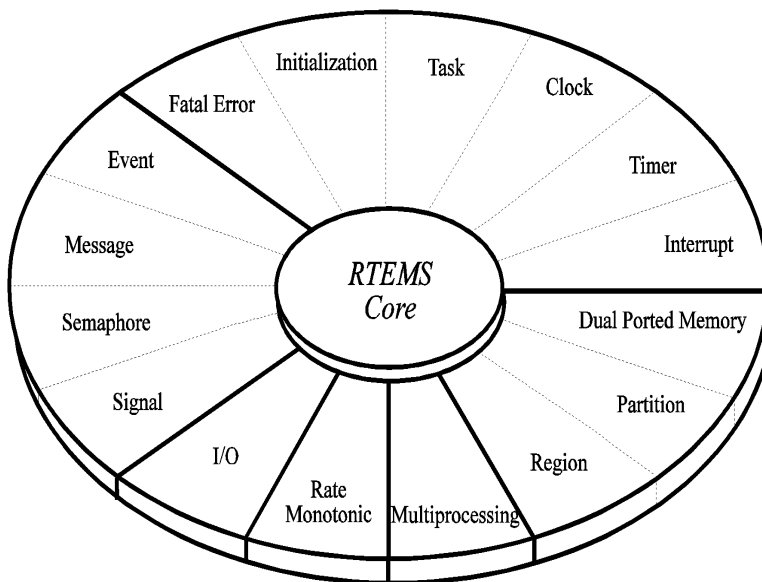 Initialization
Task
Clock
Fatal Error
Timer
Event
Interrupt
Message
RTEMS
Core
Semaphore
Dual Ported Memory
Signal
Partition
I/O
Region
Rate
Monotonic
Multiprocessing